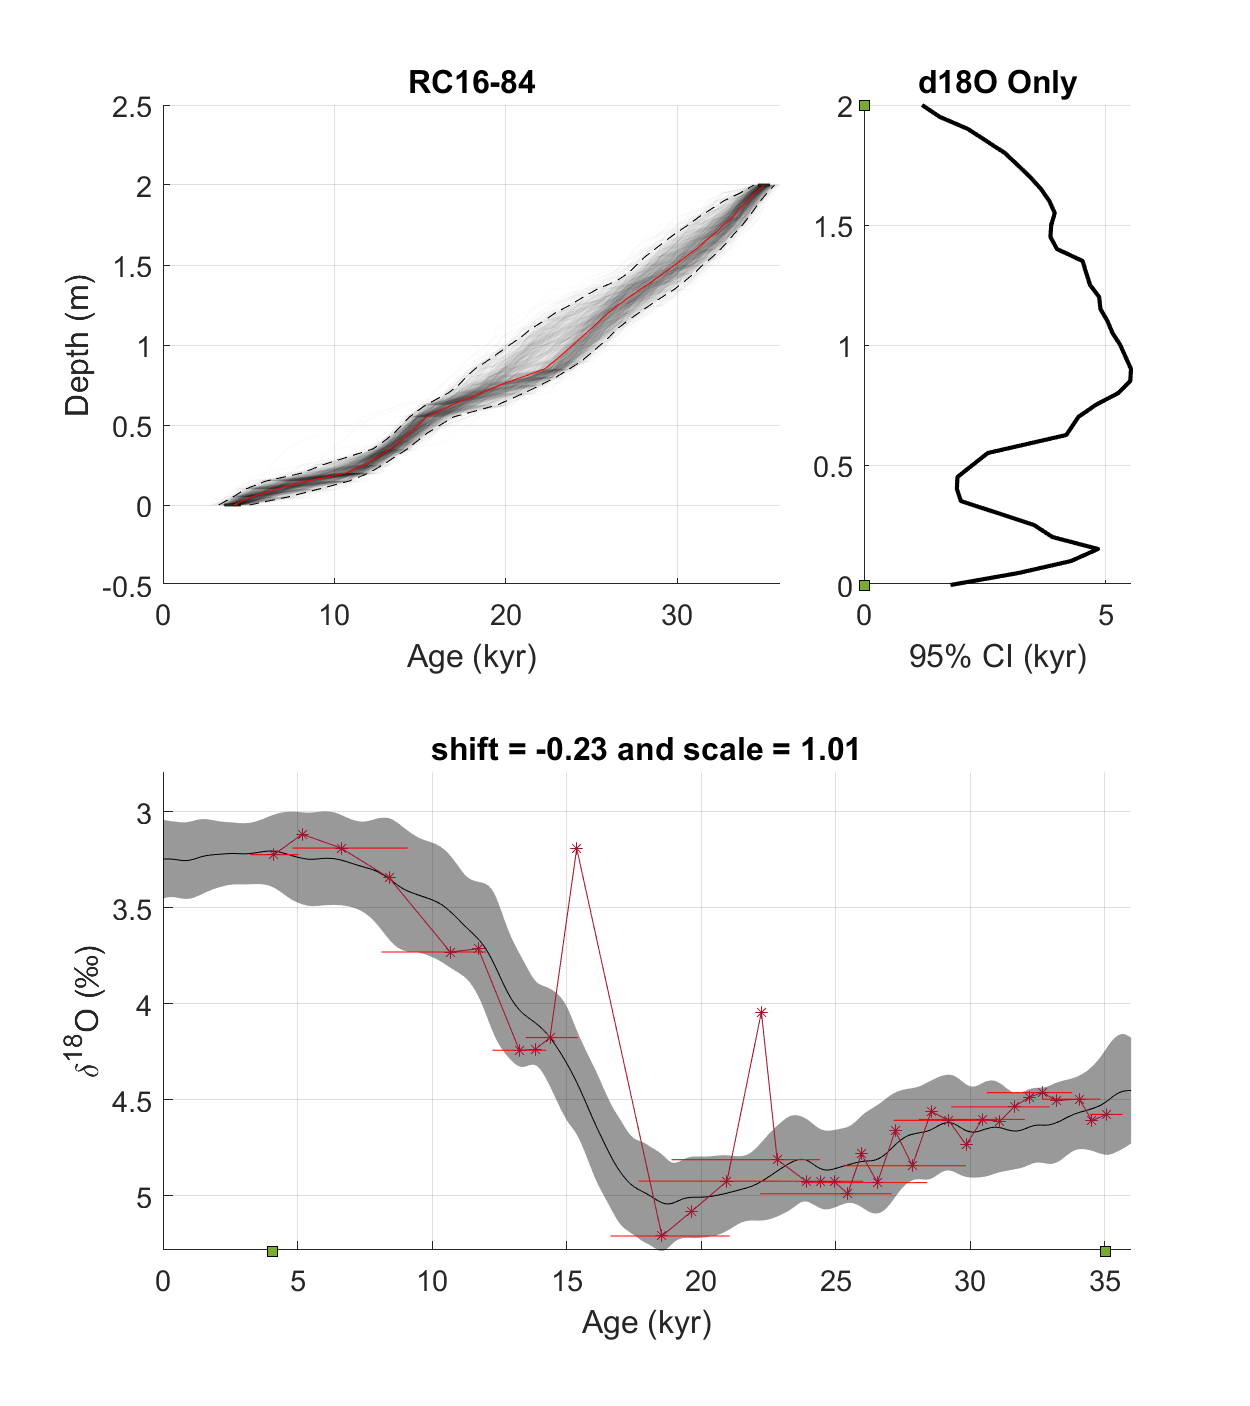 RC16-84
2.5
2
1.5
1
0.5
0
-0.5
0 10 20 30
Age (kyr)
Depth (m)
d18O Only
2
1.5
1
0.5
0
0 5
95% CI (kyr)
shift = -0.23 and scale = 1.01
3
3.5
4
4.5
5
0 5 10 15 20 25 30 35
Age (kyr)
δ¹⁸O (‰)